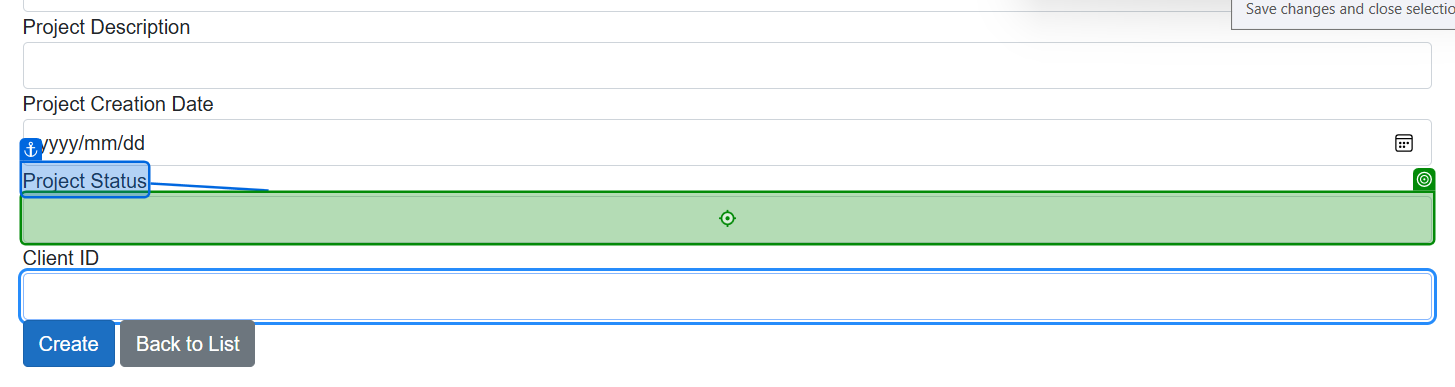 Save changes and close selectio
Project Description
Project Creation Date
yyyy/mm/dd
Project Status
Client ID
Create
Back to List